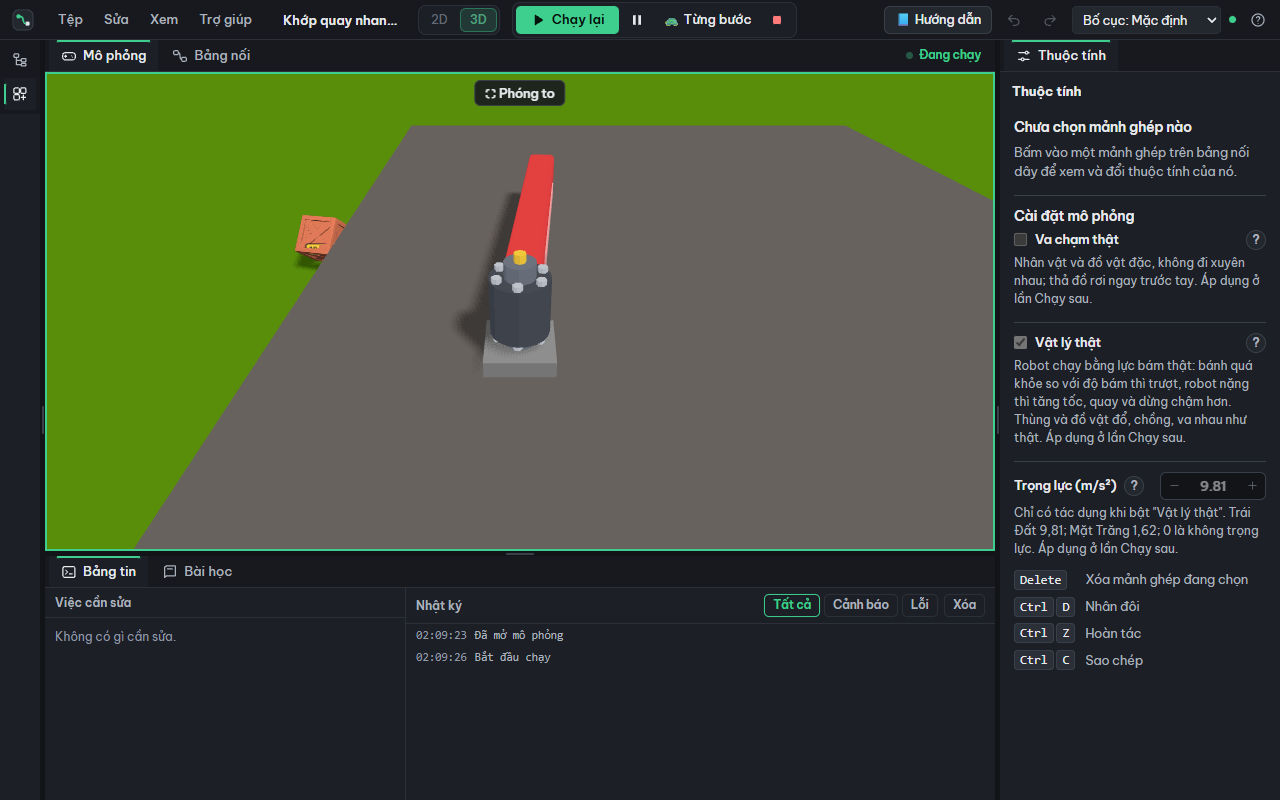 Tệp Sửa Xem Trợ giúp Khớp quay nhan... 2D 3D Chạy lại Từng bước Hướng dẫn Bố cục: Mặc định
Mô phỏng Bảng nối Đang chạy
Phóng to
Bảng tin Bài học
Việc cần sửa
Không có gì cần sửa.
Nhật ký Tất cả Cảnh báo Lỗi Xóa
02:09:23 Đã mở mô phỏng
02:09:26 Bắt đầu chạy
Thuộc tính
Thuộc tính
Chưa chọn mảnh ghép nào
Bấm vào một mảnh ghép trên bảng nối
dây để xem và đổi thuộc tính của nó.
Cài đặt mô phỏng
Va chạm thật ?
Nhân vật và đồ vật đặc, không đi xuyên
nhau; thả đồ rơi ngay trước tay. Áp dụng ở
lần Chạy sau.
Vật lý thật ?
Robot chạy bằng lực bám thật: bánh quá
khỏe so với độ bám thì trượt, robot nặng
thì tăng tốc, quay và dừng chậm hơn.
Thùng và đồ vật đổ, chồng, va nhau như
thật. Áp dụng ở lần Chạy sau.
Trọng lực (m/s²) ? − 9.81 +
Chỉ có tác dụng khi bật "Vật lý thật". Trái
Đất 9,81; Mặt Trăng 1,62; 0 là không trọng
lực. Áp dụng ở lần Chạy sau.
Delete Xóa mảnh ghép đang chọn
Ctrl D Nhân đôi
Ctrl Z Hoàn tác
Ctrl C Sao chép